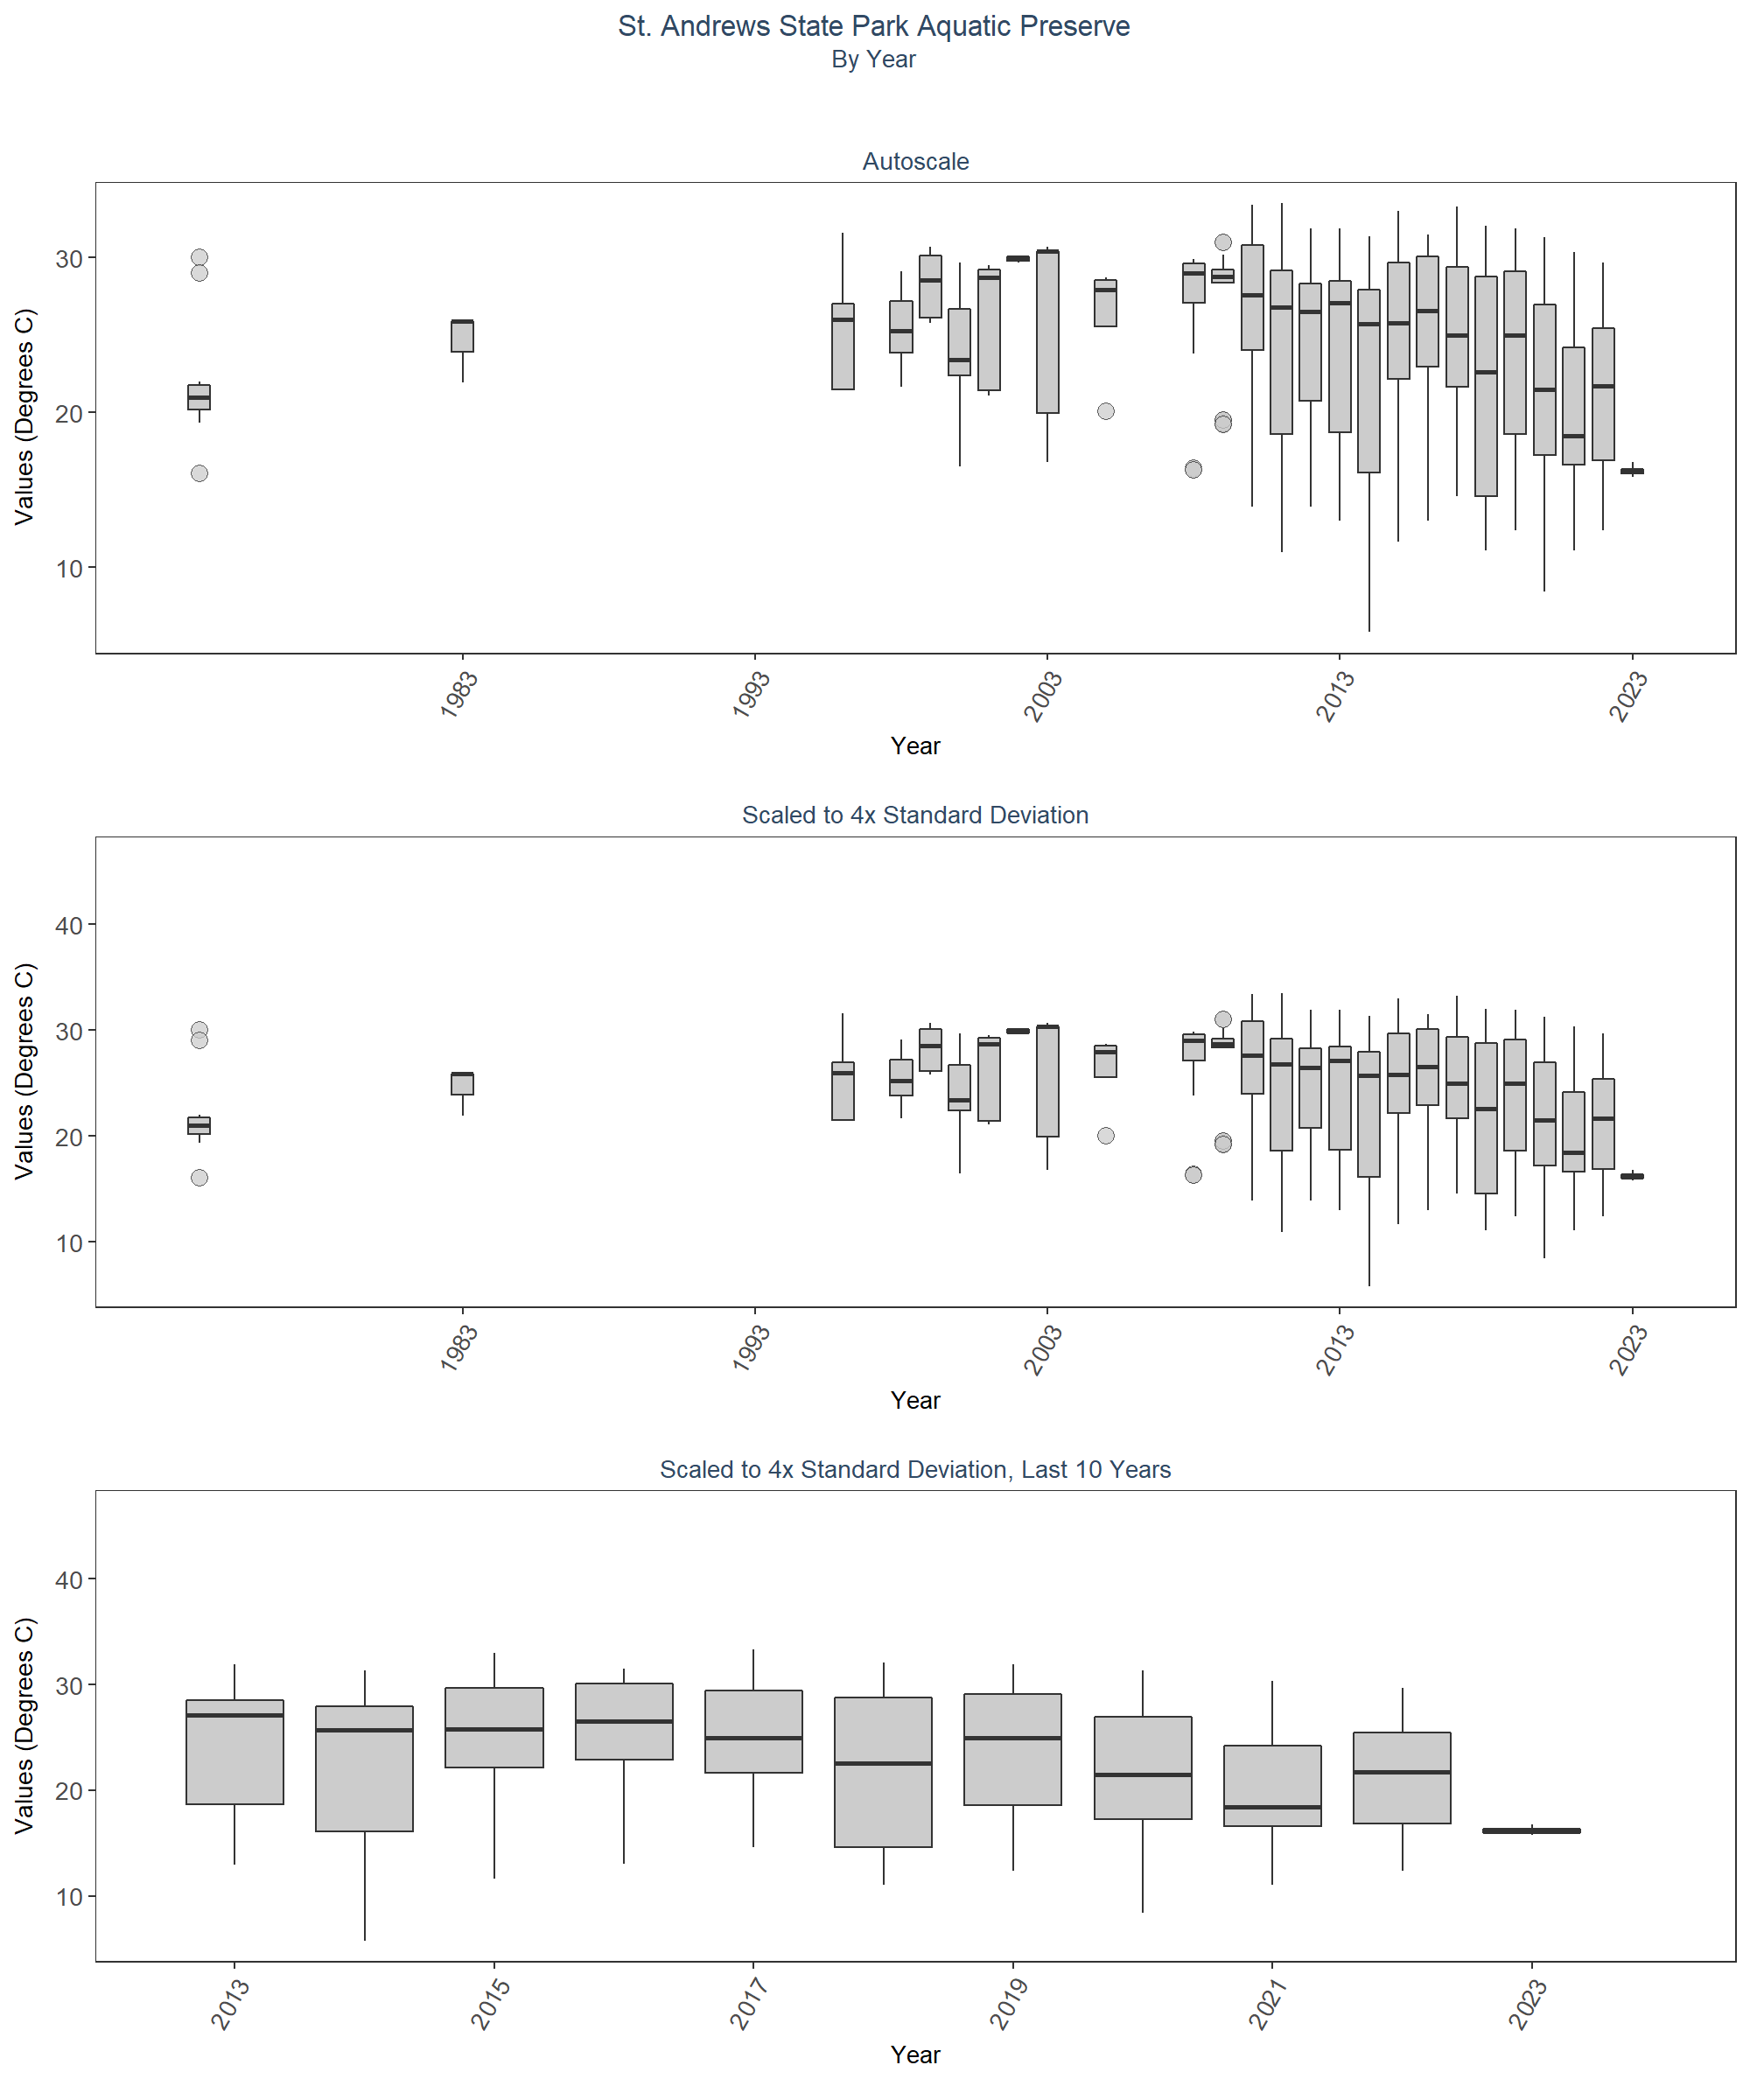 St. Andrews State Park Aquatic Preserve
By Year
Autoscale
Values (Degrees C)
30
20
10
1983
1993
2003
2013
2023
Year
Scaled to 4x Standard Deviation
Values (Degrees C)
40
30
20
10
1983
1993
2003
2013
2023
Year
Scaled to 4x Standard Deviation, Last 10 Years
Values (Degrees C)
40
30
20
10
2013
2015
2017
2019
2021
2023
Year